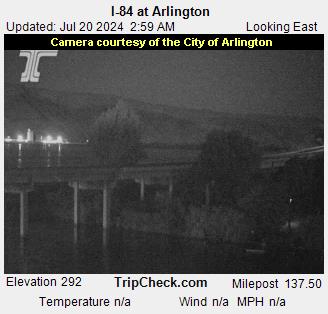 I-84 at Arlington
Updated: Jul 20 2024 2:59 AM Looking East
Camera courtesy of the City of Arlington
Elevation 292 TripCheck.com Milepost 137.50
Temperature n/a Wind n/a MPH n/a